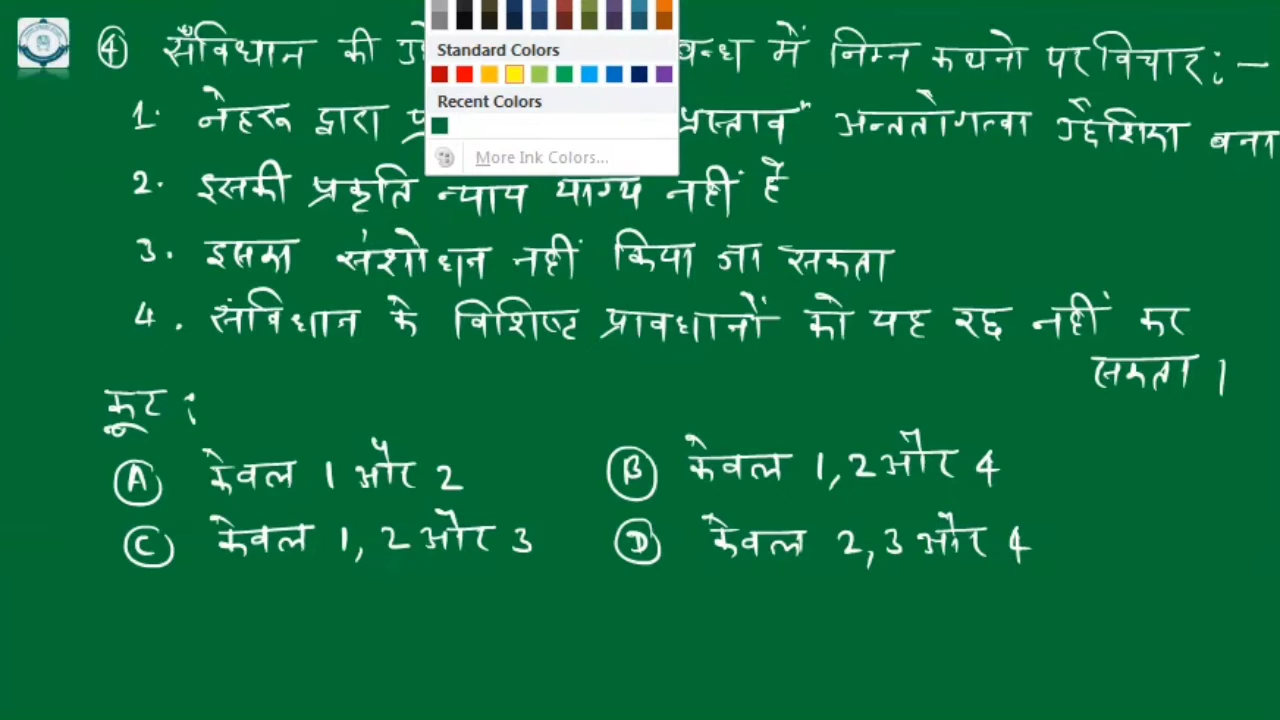 ④ सँविधान की में निम्न कथनो पर विचार : –
Standard Colors
1. नेहरू द्वारा प्रस्ताव" अन्ततोगत्वा उद्देशिका बना
Recent Colors
More Ink Colors...
2. इसकी प्रकृति न्याय योग्य नहीं है
3. इसका संशोधन नहीं किया जा सकता
4. संविधान के विशिष्ट प्रावधानों को यह रद्द नहीं कर
सकता ।
कूट :
Ⓐ केवल 1 और 2
Ⓑ केवल 1, 2 और 4
Ⓒ केवल 1, 2 और 3
Ⓓ केवल 2, 3 और 4